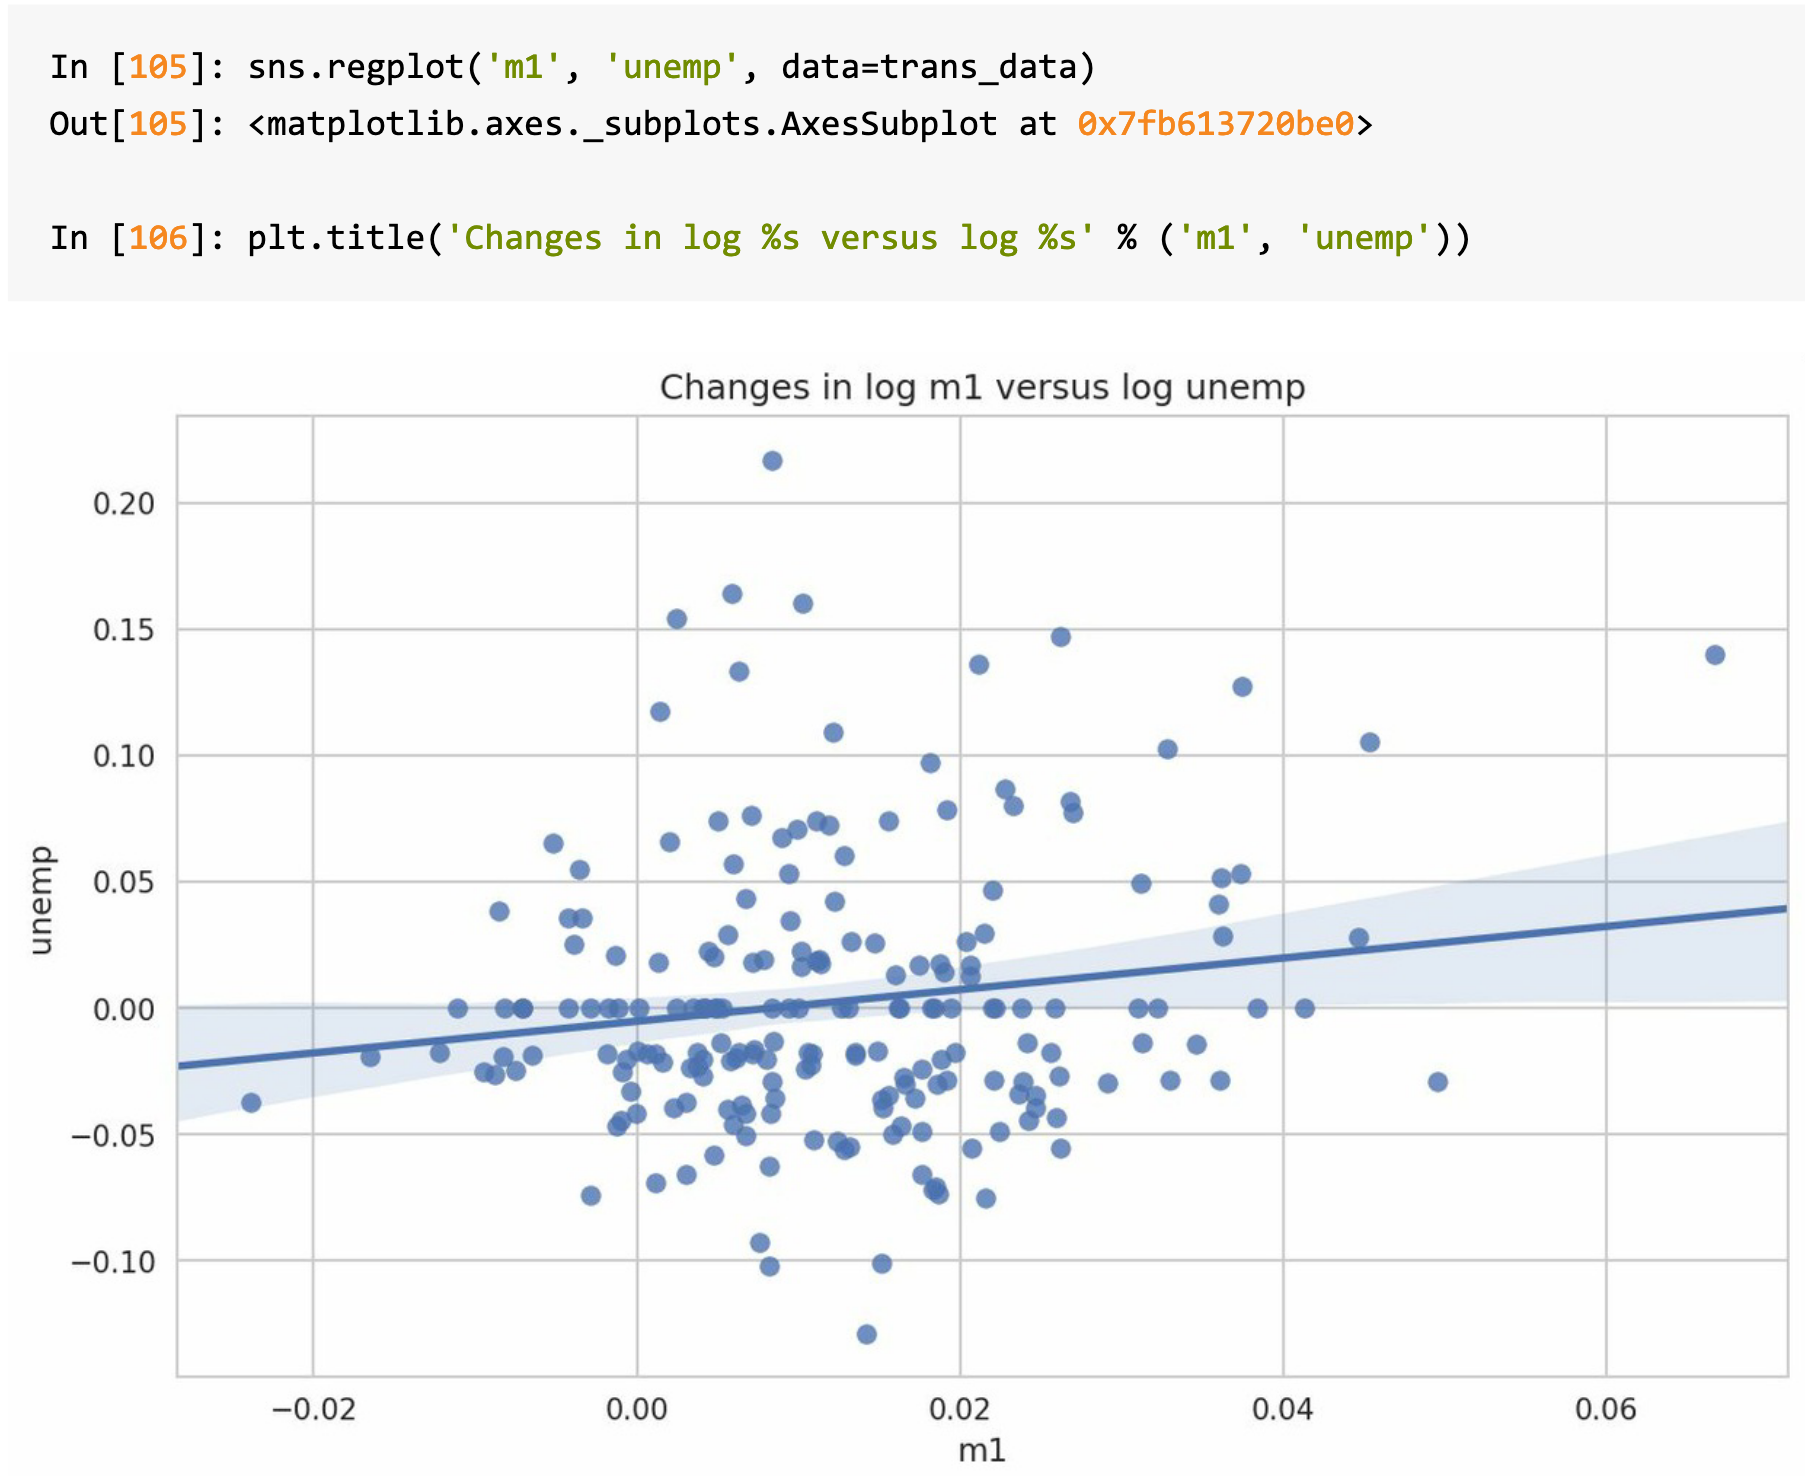 In [105]: sns.regplot('m1', 'unemp', data=trans_data)
Out[105]: <matplotlib.axes._subplots.AxesSubplot at 0x7fb613720be0>
In [106]: plt.title('Changes in log %s versus log %s' % ('m1', 'unemp'))
Changes in log m1 versus log unemp
0.20
0.15
0.10
0.05
0.00
−0.05
−0.10
unemp
−0.02 0.00 0.02 0.04 0.06
m1